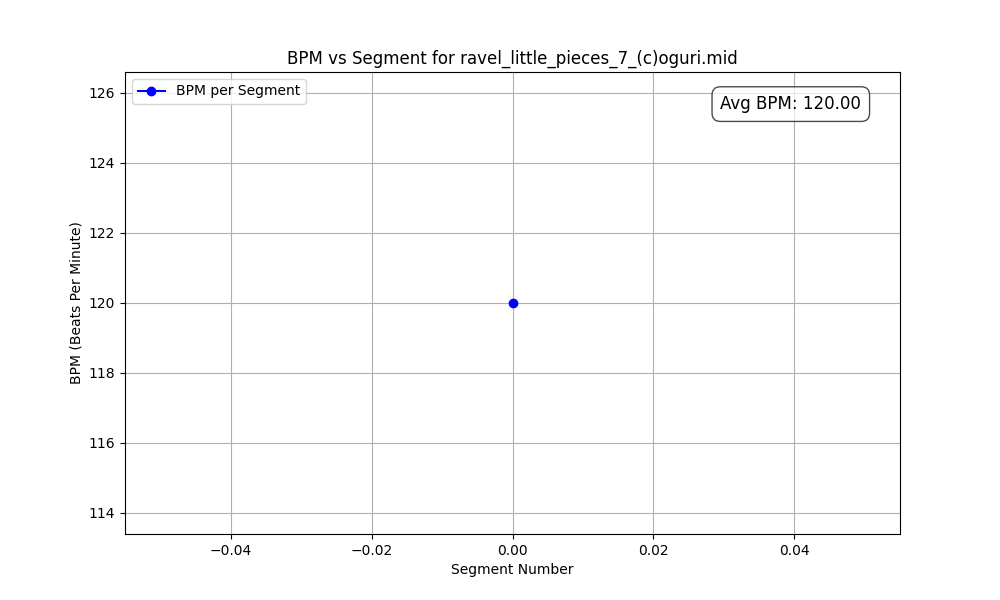 BPM vs Segment for ravel_little_pieces_7_(c)oguri.mid
BPM per Segment
Avg BPM: 120.00
126
124
122
120
118
116
114
BPM (Beats Per Minute)
−0.04
−0.02
0.00
0.02
0.04
Segment Number